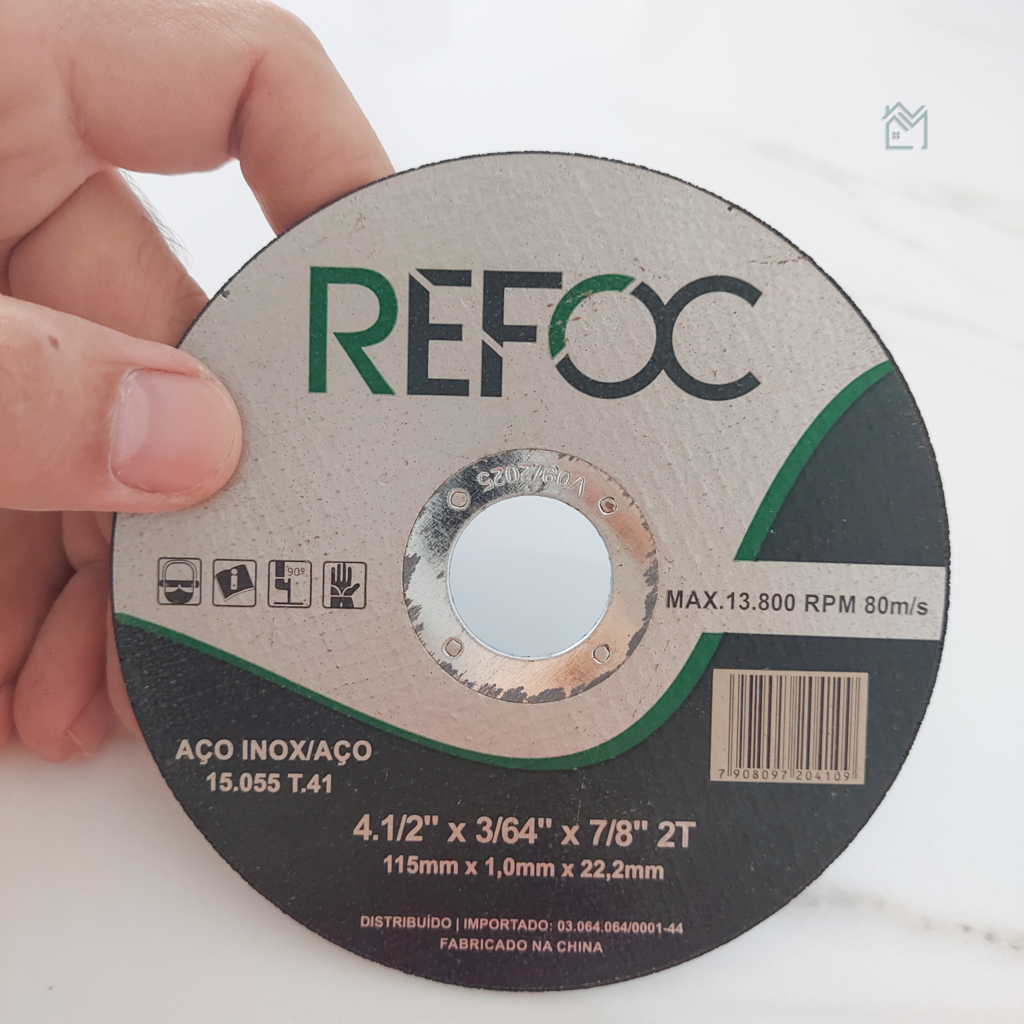 REFOC
V09/2025
90º
MAX.13.800 RPM 80m/s
7 908097 204109
AÇO INOX/AÇO
15.055 T.41
4.1/2" x 3/64" x 7/8" 2T
115mm x 1,0mm x 22,2mm
DISTRIBUÍDO | IMPORTADO: 03.064.064/0001-44
FABRICADO NA CHINA